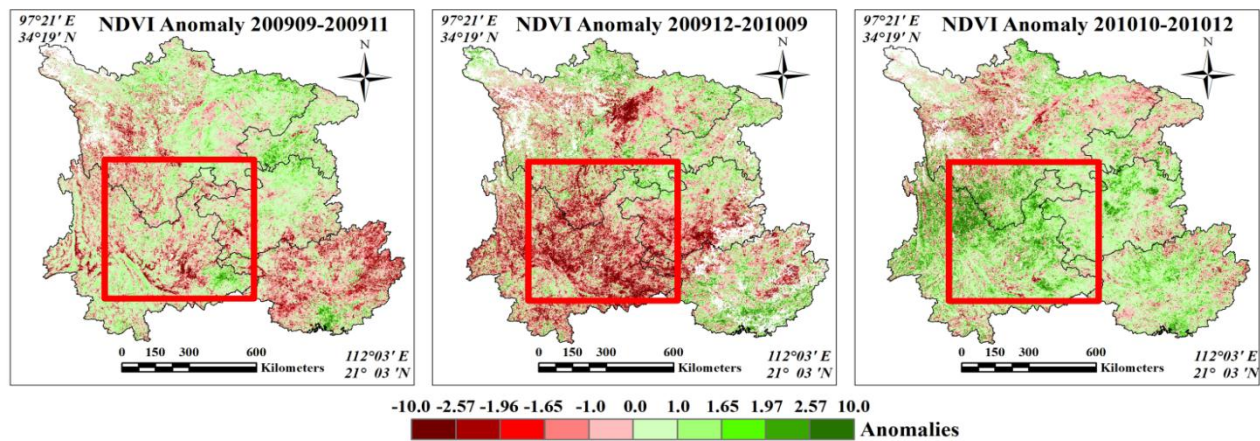 97°21′ E
34°19′ N
NDVI Anomaly 200909-200911
N
0 150 300 600
Kilometers
112°03′ E
21° 03 ′N
97°21′ E
34°19′ N
NDVI Anomaly 200912-201009
N
0 150 300 600
Kilometers
112°03′ E
21° 03 ′N
97°21′ E
34°19′ N
NDVI Anomaly 201010-201012
N
0 150 300 600
Kilometers
112°03′ E
21° 03 ′N
-10.0 -2.57 -1.96 -1.65 -1.0 0.0 1.0 1.65 1.97 2.57 10.0
Anomalies